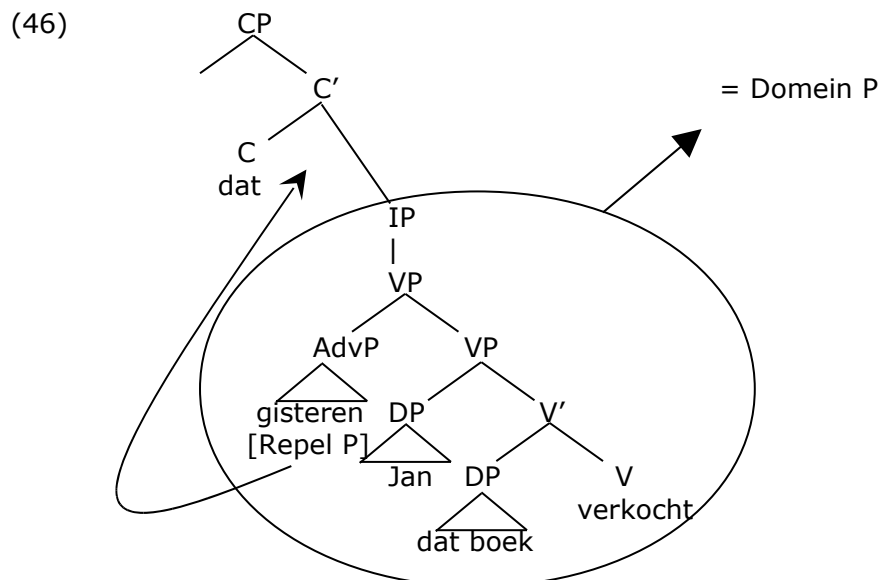 (46)
CP
C’
= Domein P
C
dat
IP
VP
AdvP VP
gisteren DP V’
[Repel P]
Jan DP V
verkocht
dat boek